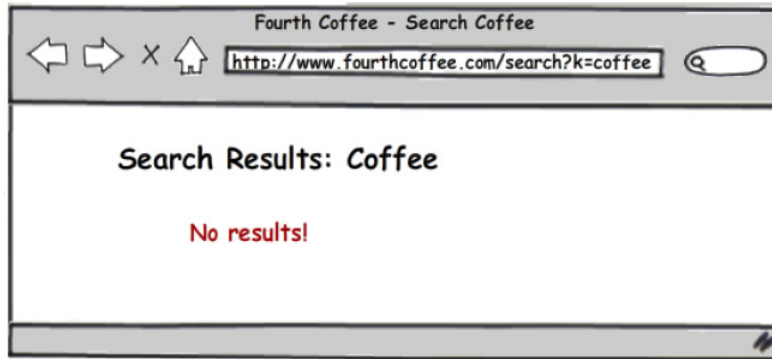 Fourth Coffee - Search Coffee
http://www.fourthcoffee.com/search?k=coffee
Search Results: Coffee
No results!